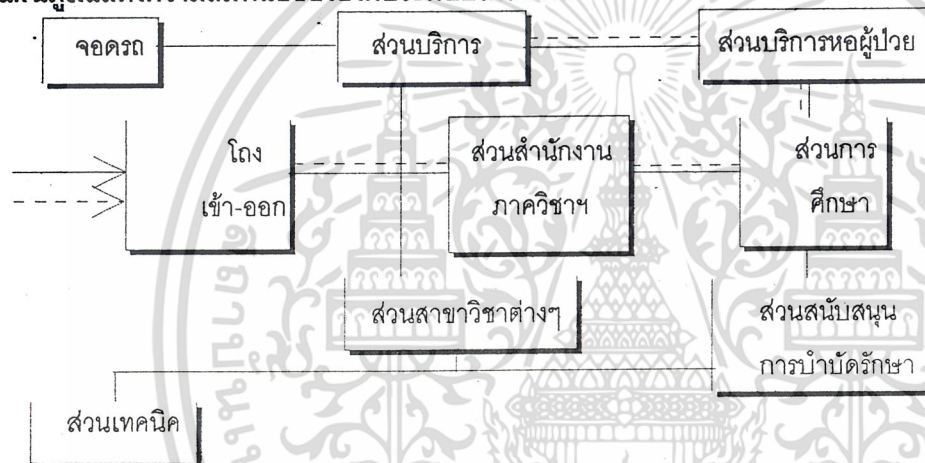 จอดรถ
ส่วนบริการ
ส่วนบริการหอผู้ป่วย
โถง
เข้า-ออก
ส่วนสำนักงาน
ภาควิชาฯ
ส่วนการ
ศึกษา
ส่วนสาขาวิชาต่างๆ
ส่วนสนับสนุน
การบำบัดรักษา
ส่วนเทคนิค